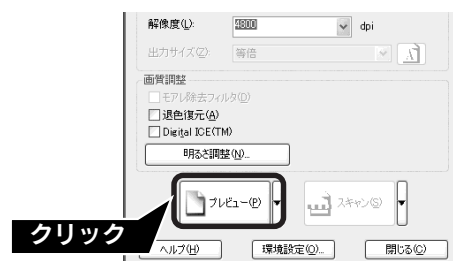 解像度(L): 4800 dpi
出力サイズ(Z): 等倍
画質調整
モアレ除去フィルタ(D)
退色復元(A)
Digital ICE(TM)
明るさ調整(N)...
プレビュー(P) スキャン(S)
クリック
ヘルプ(H) 環境設定(O)... 閉じる(C)